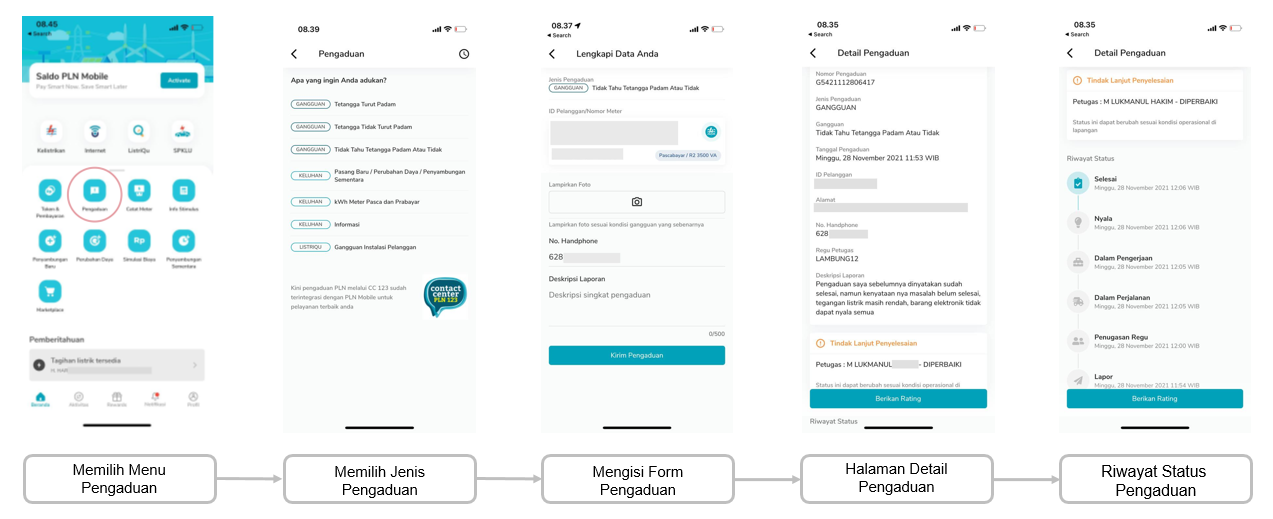 08.45
Search
Saldo PLN Mobile
Pay Smart Now, Save Smart Later
Activate
Kelistrikan
Internet
ListriQu
SPKLU
Token & Pembayaran
Pengaduan
Catat Meter
Info Stimulus
Penyambungan Baru
Perubahan Daya
Simulasi Biaya
Penyambungan Sementara
Marketplace
Pemberitahuan
Tagihan listrik tersedia
Beranda
Aktivitas
Rewards
Notifikasi
Profil
08.39
Pengaduan
Apa yang ingin Anda adukan?
GANGGUAN Tetangga Turut Padam
GANGGUAN Tetangga Tidak Turut Padam
GANGGUAN Tidak Tahu Tetangga Padam Atau Tidak
KELUHAN Pasang Baru / Perubahan Daya / Penyambungan
Sementara
KELUHAN kWh Meter Pasca dan Prabayar
KELUHAN Informasi
LISTRIQU Gangguan Instalasi Pelanggan
Kini pengaduan PLN melalui CC 123 sudah
terintegrasi dengan PLN Mobile untuk
pelayanan terbaik anda
contact
center
PLN 123
08.37
Search
Lengkapi Data Anda
Jenis Pengaduan
GANGGUAN Tidak Tahu Tetangga Padam Atau Tidak
ID Pelanggan/Nomor Meter
Pascabayar / R2 3500 VA
Lampirkan Foto
Lampirkan foto sesuai kondisi gangguan yang sebenarnya
No. Handphone
628
Deskripsi Laporan
Deskripsi singkat pengaduan
0/500
Kirim Pengaduan
08.35
Search
Detail Pengaduan
Nomor Pengaduan
G5421112806417
Jenis Pengaduan
GANGGUAN
Gangguan
Tidak Tahu Tetangga Padam Atau Tidak
Tanggal Pengaduan
Minggu, 28 November 2021 11:53 WIB
ID Pelanggan
Alamat
No. Handphone
628
Regu Petugas
LAMBUNG12
Deskripsi Laporan
Pengaduan saya sebelumnya dinyatakan sudah
selesai, namun kenyataan nya masalah belum selesai,
tegangan listrik masih rendah, barang elektronik tidak
dapat nyala semua
Tindak Lanjut Penyelesaian
Petugas : M LUKMANUL - DIPERBAIKI
Status ini dapat berubah sesuai kondisi operasional di
Berikan Rating
Riwayat Status
08.35
Search
Detail Pengaduan
Tindak Lanjut Penyelesaian
Petugas : M LUKMANUL HAKIM - DIPERBAIKI
Status ini dapat berubah sesuai kondisi operasional di
lapangan
Riwayat Status
Selesai
Minggu, 28 November 2021 12:06 WIB
Nyala
Minggu, 28 November 2021 12:06 WIB
Dalam Pengerjaan
Minggu, 28 November 2021 12:05 WIB
Dalam Perjalanan
Minggu, 28 November 2021 12:05 WIB
Penugasan Regu
Minggu, 28 November 2021 12:00 WIB
Lapor
Minggu, 28 November 2021 11:54 WIB
Berikan Rating
Memilih Menu
Pengaduan
Memilih Jenis
Pengaduan
Mengisi Form
Pengaduan
Halaman Detail
Pengaduan
Riwayat Status
Pengaduan